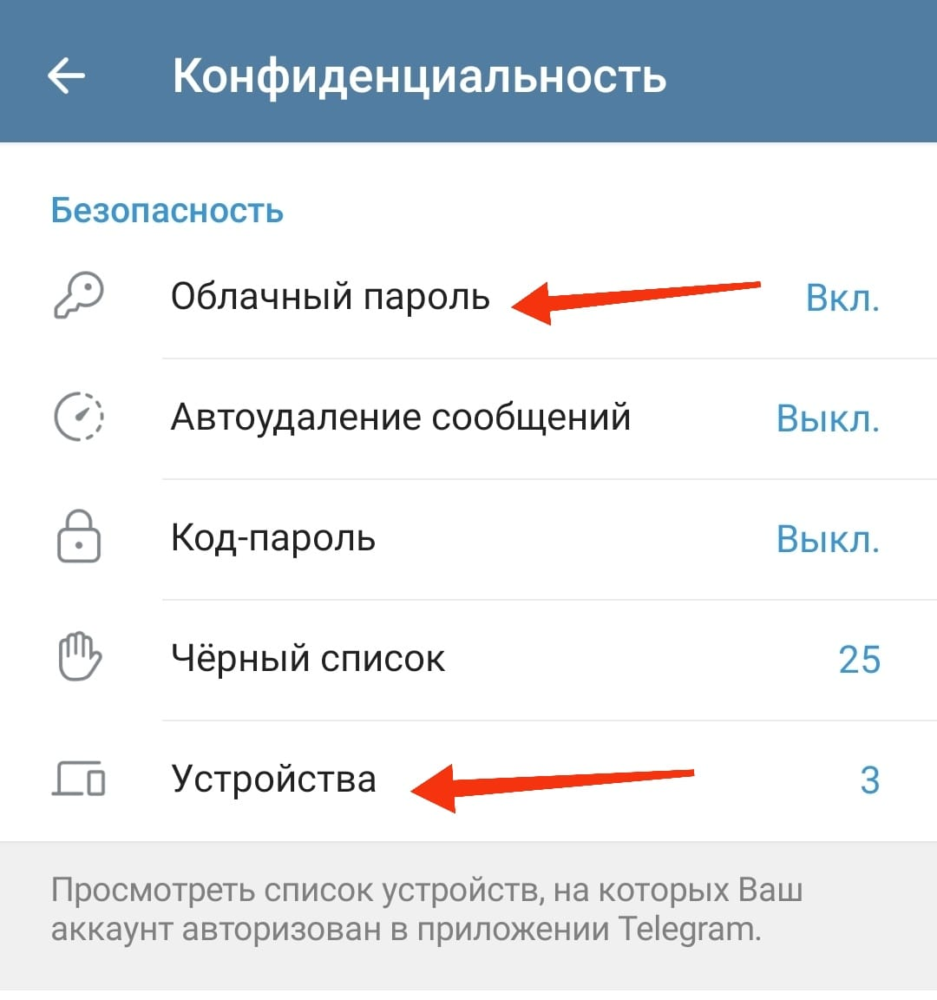 Конфиденциальность
Безопасность
Облачный пароль Вкл.
Автоудаление сообщений Выкл.
Код-пароль Выкл.
Чёрный список 25
Устройства 3
Просмотреть список устройств, на которых Ваш
аккаунт авторизован в приложении Telegram.